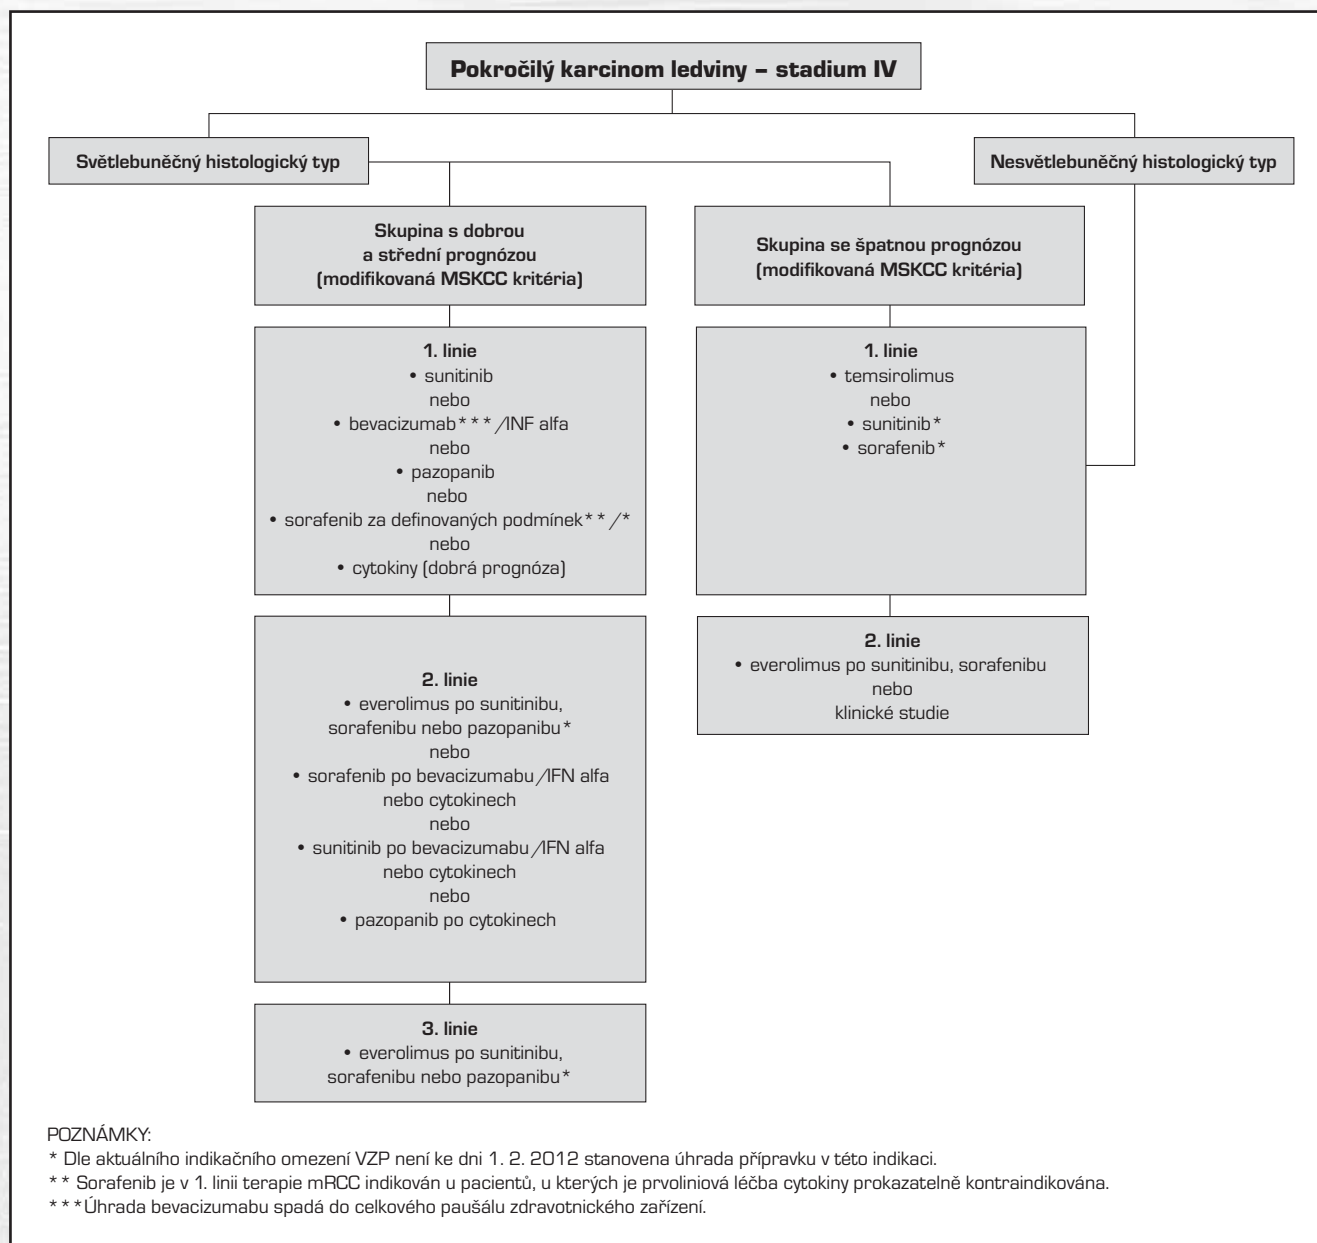 Pokročilý karcinom ledviny – stadium IV
Světlebuněčný histologický typ
Nesvětlebuněčný histologický typ
Skupina s dobrou
a střední prognózou
(modifikovaná MSKCC kritéria)
1. linie
• sunitinib
nebo
• bevacizumab***/INF alfa
nebo
• pazopanib
nebo
• sorafenib za definovaných podmínek**/*
nebo
• cytokiny (dobrá prognóza)
2. linie
• everolimus po sunitinibu,
sorafenibu nebo pazopanibu*
nebo
• sorafenib po bevacizumabu/IFN alfa
nebo cytokinech
nebo
• sunitinib po bevacizumabu/IFN alfa
nebo cytokinech
nebo
• pazopanib po cytokinech
3. linie
• everolimus po sunitinibu,
sorafenibu nebo pazopanibu*
Skupina se špatnou prognózou
(modifikovaná MSKCC kritéria)
1. linie
• temsirolimus
nebo
• sunitinib*
• sorafenib*
2. linie
• everolimus po sunitinibu, sorafenibu
nebo
klinické studie
POZNÁMKY:
* Dle aktuálního indikačního omezení VZP není ke dni 1. 2. 2012 stanovena úhrada přípravku v této indikaci.
** Sorafenib je v 1. linii terapie mRCC indikován u pacientů, u kterých je prvoliniová léčba cytokiny prokazatelně kontraindikována.
***Úhrada bevacizumabu spadá do celkového paušálu zdravotnického zařízení.